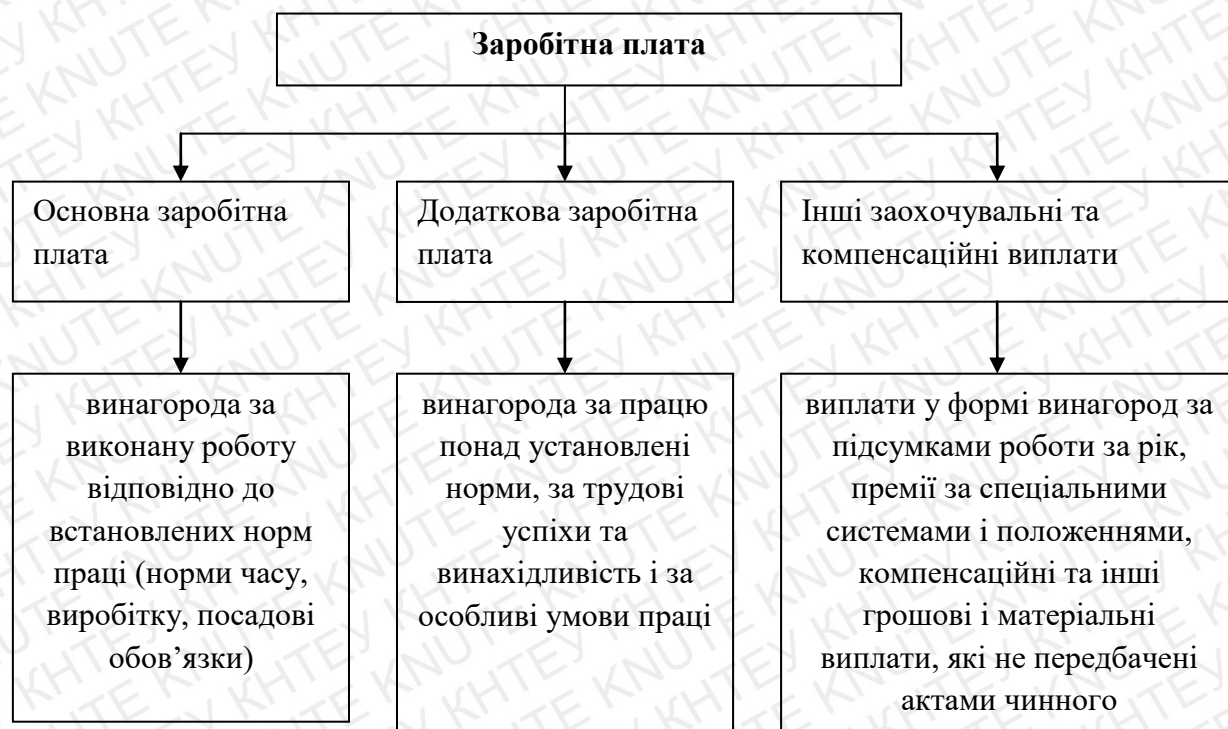 Заробітна плата
Основна заробітна
плата
Додаткова заробітна
плата
Інші заохочувальні та
компенсаційні виплати
винагорода за
виконану роботу
відповідно до
встановлених норм
праці (норми часу,
виробітку, посадові
обов’язки)
винагорода за працю
понад установлені
норми, за трудові
успіхи та
винахідливість і за
особливі умови праці
виплати у формі винагород за
підсумками роботи за рік,
премії за спеціальними
системами і положеннями,
компенсаційні та інші
грошові і матеріальні
виплати, які не передбачені
актами чинного